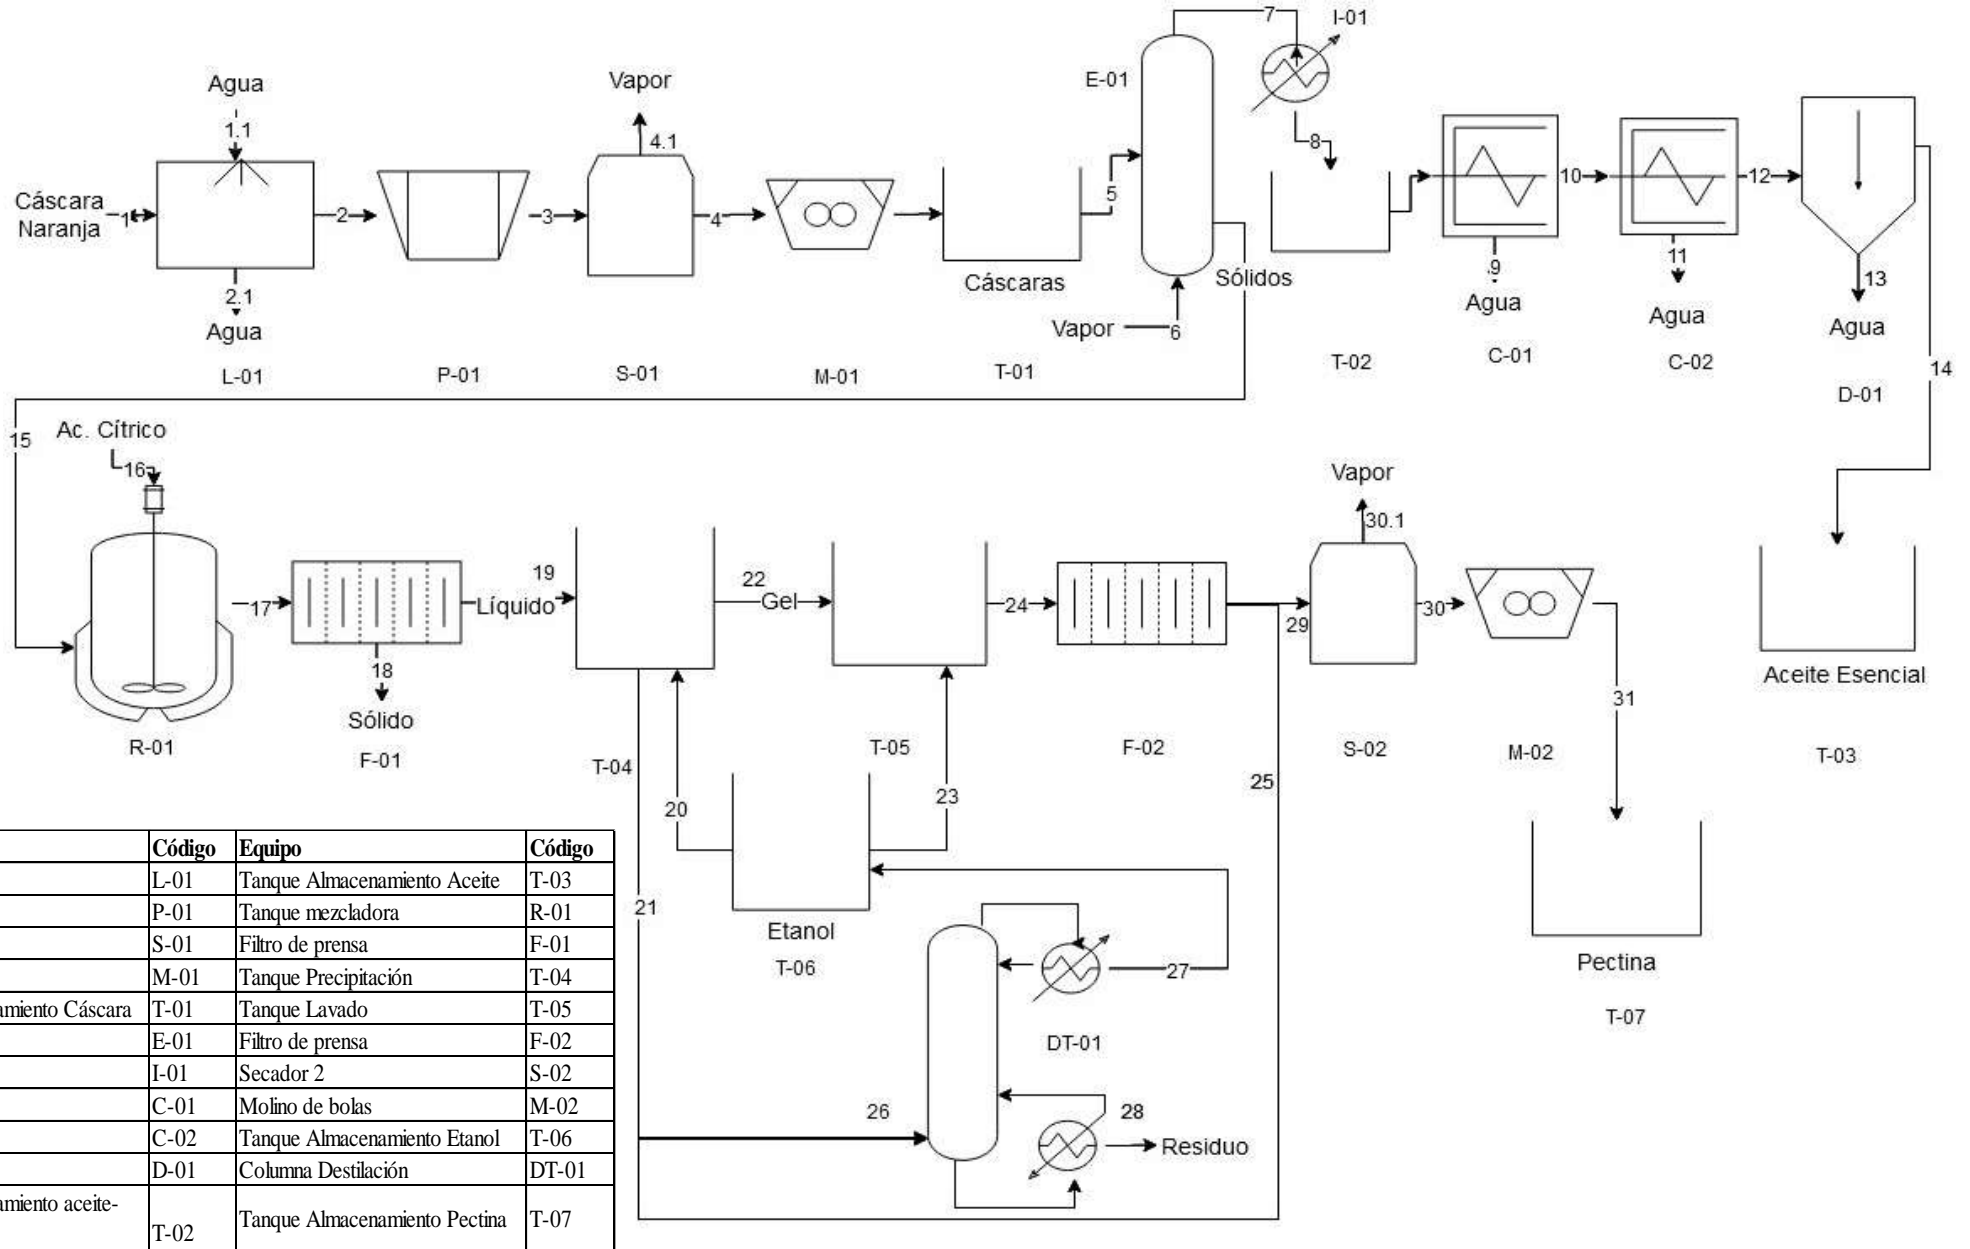 Agua
1.1
Cáscara
Naranja
1
2
2.1
Agua
L-01
P-01
3
Vapor
4.1
S-01
4
M-01
Cáscaras
T-01
5
E-01
Vapor
6
7
I-01
8
Sólidos
T-02
9
Agua
C-01
10
11
Agua
C-02
12
13
Agua
D-01
14
15
Ac. Cítrico
16
R-01
17
18
Sólido
F-01
19
Líquido
T-04
20
21
22
Gel
T-05
23
24
F-02
25
29
Vapor
30.1
S-02
30
M-02
31
Aceite Esencial
T-03
Etanol
T-06
26
27
DT-01
28
Residuo
Pectina
T-07
Código Equipo Código
L-01 Tanque Almacenamiento Aceite T-03
P-01 Tanque mezcladora R-01
S-01 Filtro de prensa F-01
M-01 Tanque Precipitación T-04
amiento Cáscara T-01 Tanque Lavado T-05
E-01 Filtro de prensa F-02
I-01 Secador 2 S-02
C-01 Molino de bolas M-02
C-02 Tanque Almacenamiento Etanol T-06
D-01 Columna Destilación DT-01
amiento aceite-
T-02 Tanque Almacenamiento Pectina T-07